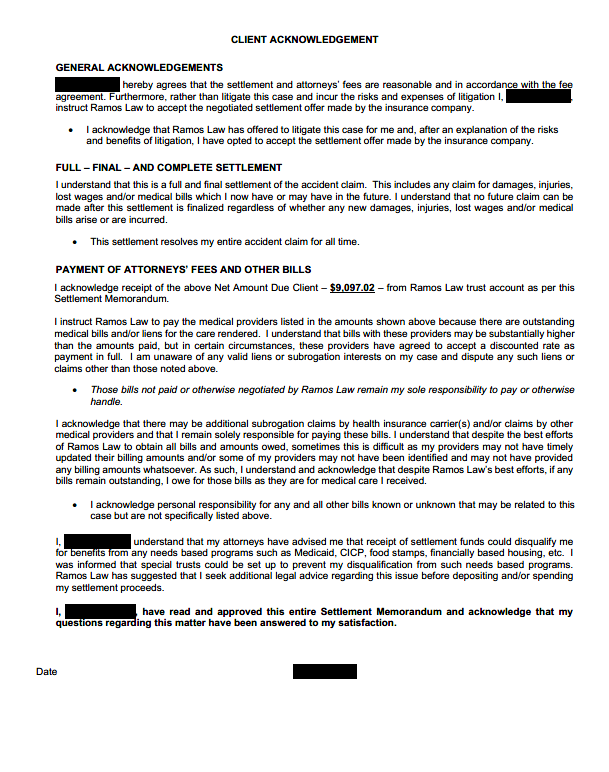 CLIENT ACKNOWLEDGEMENT
GENERAL ACKNOWLEDGEMENTS
hereby agrees that the settlement and attorneys' fees are reasonable and in accordance with the fee
agreement. Furthermore, rather than litigate this case and incur the risks and expenses of litigation I,
instruct Ramos Law to accept the negotiated settlement offer made by the insurance company.
• I acknowledge that Ramos Law has offered to litigate this case for me and, after an explanation of the risks
and benefits of litigation, I have opted to accept the settlement offer made by the insurance company.
FULL – FINAL – AND COMPLETE SETTLEMENT
I understand that this is a full and final settlement of the accident claim. This includes any claim for damages, injuries,
lost wages and/or medical bills which I now have or may have in the future. I understand that no future claim can be
made after this settlement is finalized regardless of whether any new damages, injuries, lost wages and/or medical
bills arise or are incurred.
• This settlement resolves my entire accident claim for all time.
PAYMENT OF ATTORNEYS' FEES AND OTHER BILLS
I acknowledge receipt of the above Net Amount Due Client – $9,097.02 – from Ramos Law trust account as per this
Settlement Memorandum.
I instruct Ramos Law to pay the medical providers listed in the amounts shown above because there are outstanding
medical bills and/or liens for the care rendered. I understand that bills with these providers may be substantially higher
than the amounts paid, but in certain circumstances, these providers have agreed to accept a discounted rate as
payment in full. I am unaware of any valid liens or subrogation interests on my case and dispute any such liens or
claims other than those noted above.
• Those bills not paid or otherwise negotiated by Ramos Law remain my sole responsibility to pay or otherwise
handle.
I acknowledge that there may be additional subrogation claims by health insurance carrier(s) and/or claims by other
medical providers and that I remain solely responsible for paying these bills. I understand that despite the best efforts
of Ramos Law to obtain all bills and amounts owed, sometimes this is difficult as my providers may not have timely
updated their billing amounts and/or some of my providers may not have been identified and may not have provided
any billing amounts whatsoever. As such, I understand and acknowledge that despite Ramos Law's best efforts, if any
bills remain outstanding, I owe for those bills as they are for medical care I received.
• I acknowledge personal responsibility for any and all other bills known or unknown that may be related to this
case but are not specifically listed above.
I, understand that my attorneys have advised me that receipt of settlement funds could disqualify me
for benefits from any needs based programs such as Medicaid, CICP, food stamps, financially based housing, etc. I
was informed that special trusts could be set up to prevent my disqualification from such needs based programs.
Ramos Law has suggested that I seek additional legal advice regarding this issue before depositing and/or spending
my settlement proceeds.
I, , have read and approved this entire Settlement Memorandum and acknowledge that my
questions regarding this matter have been answered to my satisfaction.
Date